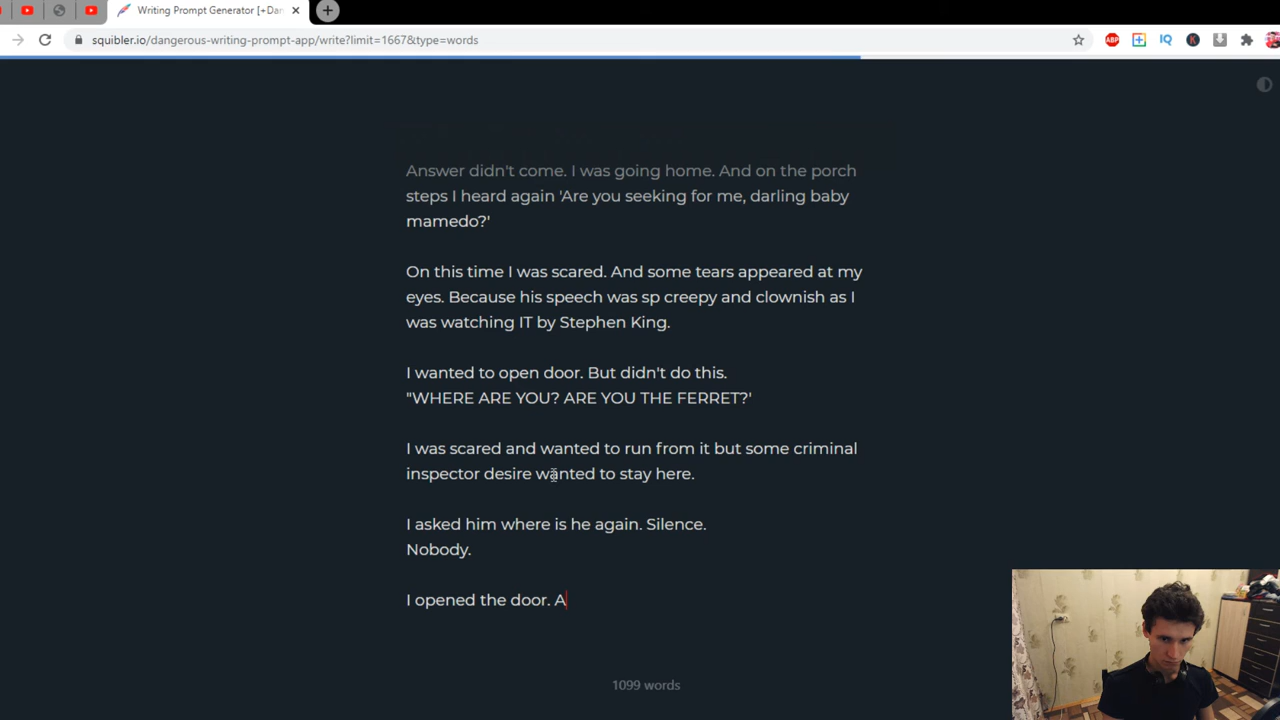 Writing Prompt Generator [+Dan
squibler.io/dangerous-writing-prompt-app/write?limit=1667&type=words
ABP
IQ
K
Answer didn't come. I was going home. And on the porch
steps I heard again 'Are you seeking for me, darling baby
mamedo?'
On this time I was scared. And some tears appeared at my
eyes. Because his speech was sp creepy and clownish as I
was watching IT by Stephen King.
I wanted to open door. But didn't do this.
"WHERE ARE YOU? ARE YOU THE FERRET?'
I was scared and wanted to run from it but some criminal
inspector desire wanted to stay here.
I asked him where is he again. Silence.
Nobody.
I opened the door. A
1099 words